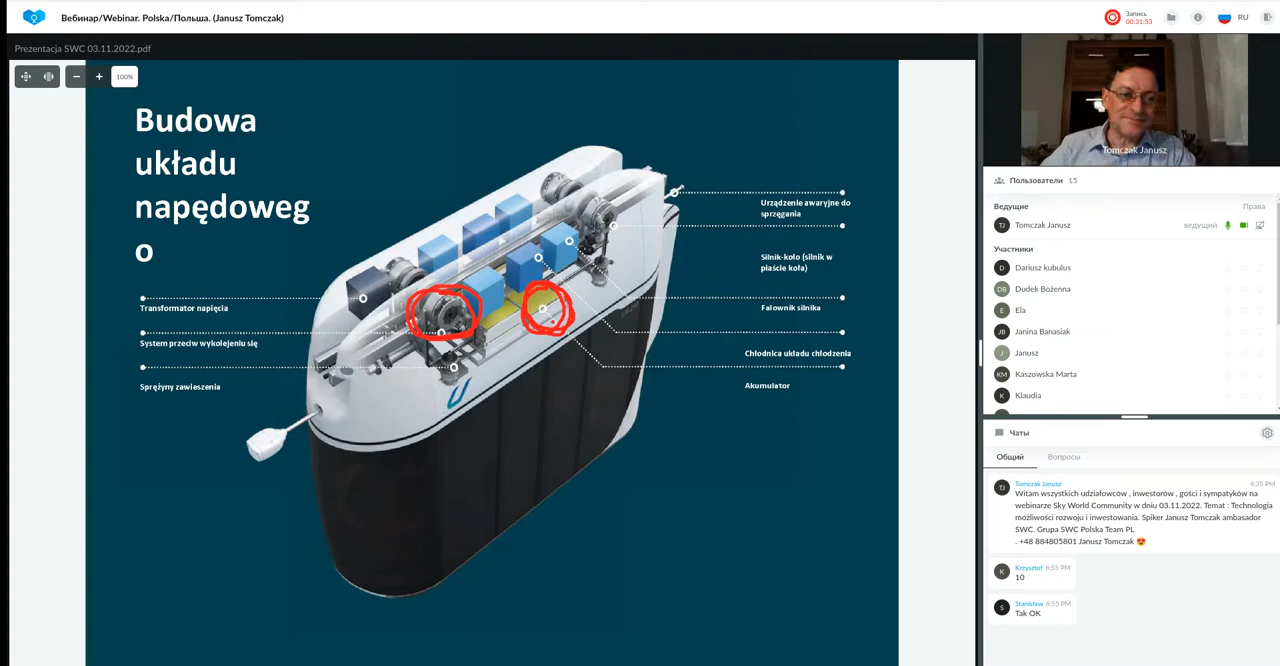 Вебинар/Webinar. Polska/Польша. (Janusz Tomczak)
Запись
00:31:53
RU
Prezentacja SWC 03.11.2022.pdf
100%
Budowa
układu
napędoweg
o
Transformator napięcia
System przeciw wykolejeniu się
Sprężyny zawieszenia
Urządzenie awaryjne do
sprzęgania
Silnik-koło (silnik w
płaście koła)
Falownik silnika
Chłodnica układu chłodzenia
Akumulator
Tomczak Janusz
Пользователи 15
Ведущие
Права
TJ Tomczak Janusz ведущий
Участники
D Dariusz kubulus
DB Dudek Bożenna
E Ela
JB Janina Banasiak
J Janusz
KM Kaszowska Marta
K Klaudia
Чаты
Общий Вопросы
TJ Tomczak Janusz 4:35 PM
Witam wszystkich udziałowców , inwestorów , gości i sympatyków na
webinarze Sky World Community w dniu 03.11.2022. Temat : Technologia
możliwości rozwoju i inwestowania. Spiker Janusz Tomczak ambasador
SWC. Grupa SWC Polska Team PL
. +48 884805801 Janusz Tomczak 😍
K Krzysztof 8:55 PM
10
S Stanisław 8:55 PM
Tak OK